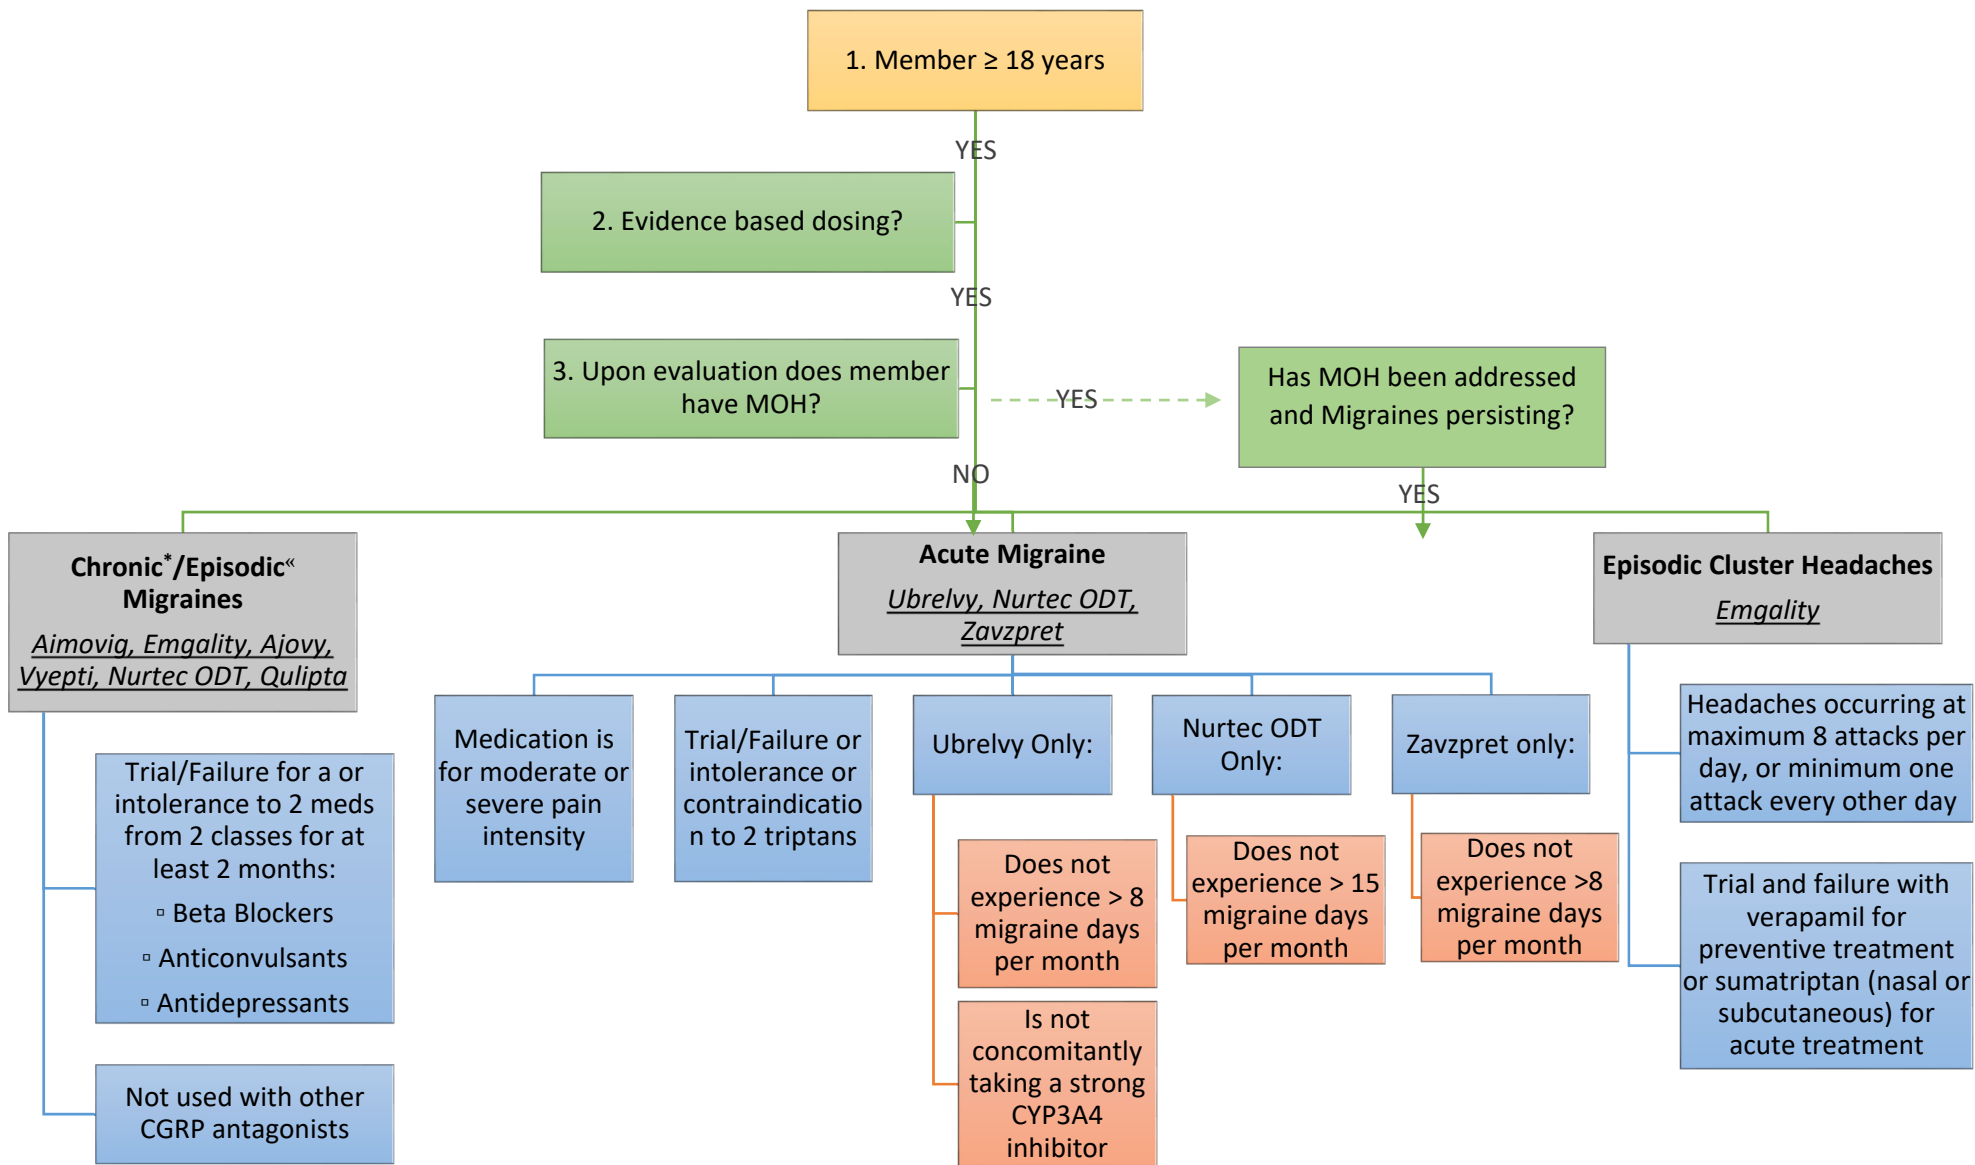 1. Member ≥ 18 years
YES
2. Evidence based dosing?
YES
3. Upon evaluation does member
have MOH?
YES
Has MOH been addressed
and Migraines persisting?
NO
YES
Chronic*/Episodic«
Migraines
Aimovig, Emgality, Ajovy,
Vyepti, Nurtec ODT, Qulipta
Trial/Failure for a or
intolerance to 2 meds
from 2 classes for at
least 2 months:
▫ Beta Blockers
▫ Anticonvulsants
▫ Antidepressants
Not used with other
CGRP antagonists
Acute Migraine
Ubrelvy, Nurtec ODT,
Zavzpret
Medication is
for moderate or
severe pain
intensity
Trial/Failure or
intolerance or
contraindicatio
n to 2 triptans
Ubrelvy Only:
Does not
experience > 8
migraine days
per month
Is not
concomitantly
taking a strong
CYP3A4
inhibitor
Nurtec ODT
Only:
Does not
experience > 15
migraine days
per month
Zavzpret only:
Does not
experience >8
migraine days
per month
Episodic Cluster Headaches
Emgality
Headaches occurring at
maximum 8 attacks per
day, or minimum one
attack every other day
Trial and failure with
verapamil for
preventive treatment
or sumatriptan (nasal or
subcutaneous) for
acute treatment